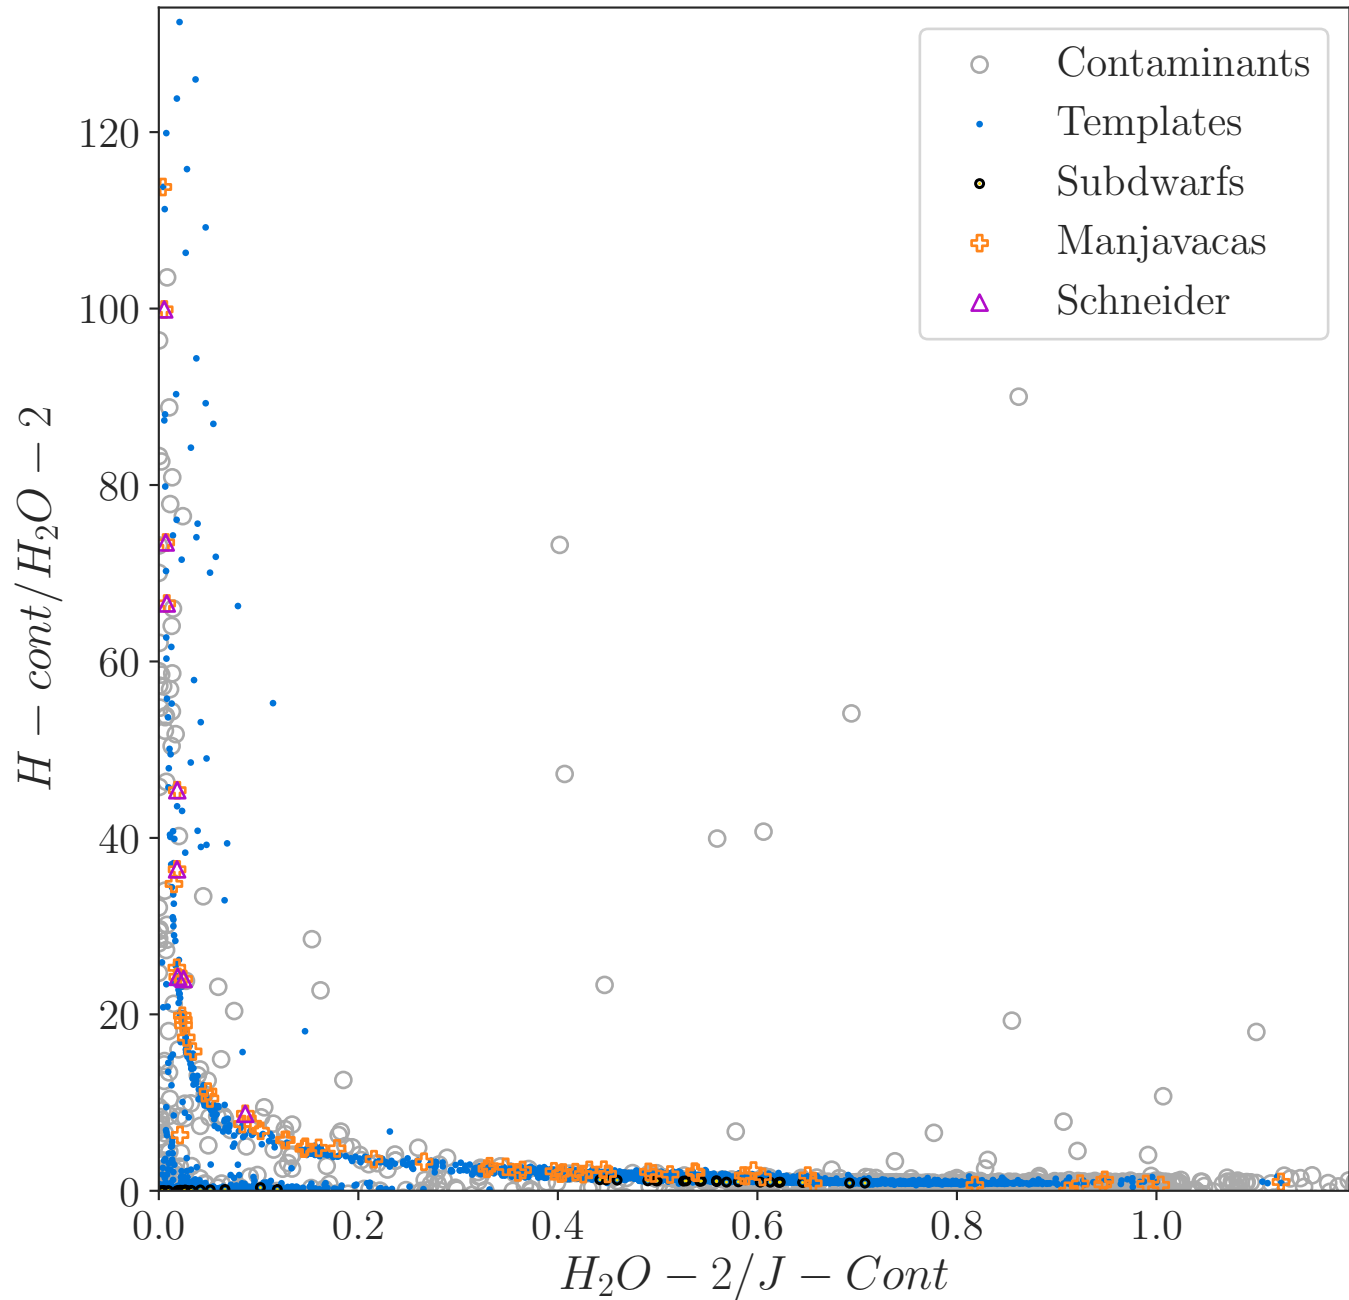 Contaminants
Templates
Subdwarfs
Manjavacas
Schneider
120
100
80
60
40
20
0
0.0 0.2 0.4 0.6 0.8 1.0
H − cont/H₂O − 2
H₂O − 2/J − Cont